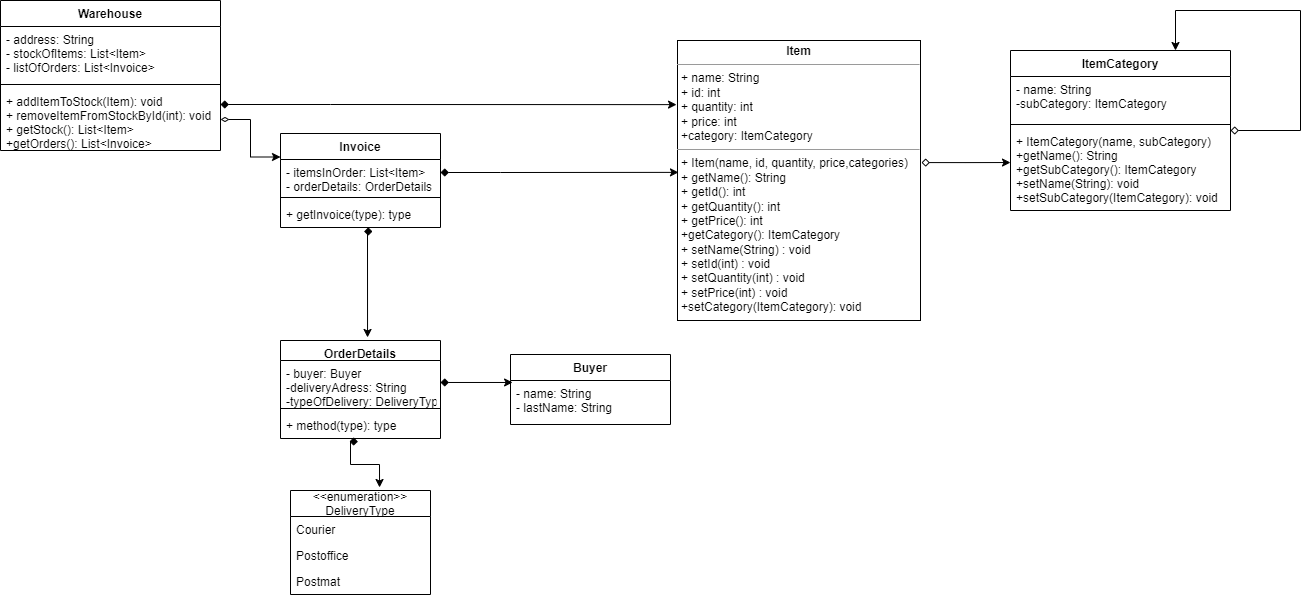 Warehouse
- address: String
- stockOfItems: List<Item>
- listOfOrders: List<Invoice>
+ addItemToStock(Item): void
+ removeItemFromStockById(int): void
+ getStock(): List<Item>
+getOrders(): List<Invoice>
Invoice
- itemsInOrder: List<Item>
- orderDetails: OrderDetails
+ getInvoice(type): type
Item
+ name: String
+ id: int
+ quantity: int
+ price: int
+category: ItemCategory
+ Item(name, id, quantity, price,categories)
+ getName(): String
+ getId(): int
+ getQuantity(): int
+ getPrice(): int
+getCategory(): ItemCategory
+ setName(String) : void
+ setId(int) : void
+ setQuantity(int) : void
+ setPrice(int) : void
+setCategory(ItemCategory): void
ItemCategory
- name: String
-subCategory: ItemCategory
+ ItemCategory(name, subCategory)
+getName(): String
+getSubCategory(): ItemCategory
+setName(String): void
+setSubCategory(ItemCategory): void
OrderDetails
- buyer: Buyer
-deliveryAdress: String
-typeOfDelivery: DeliveryTyp
+ method(type): type
Buyer
- name: String
- lastName: String
<<enumeration>>
DeliveryType
Courier
Postoffice
Postmat